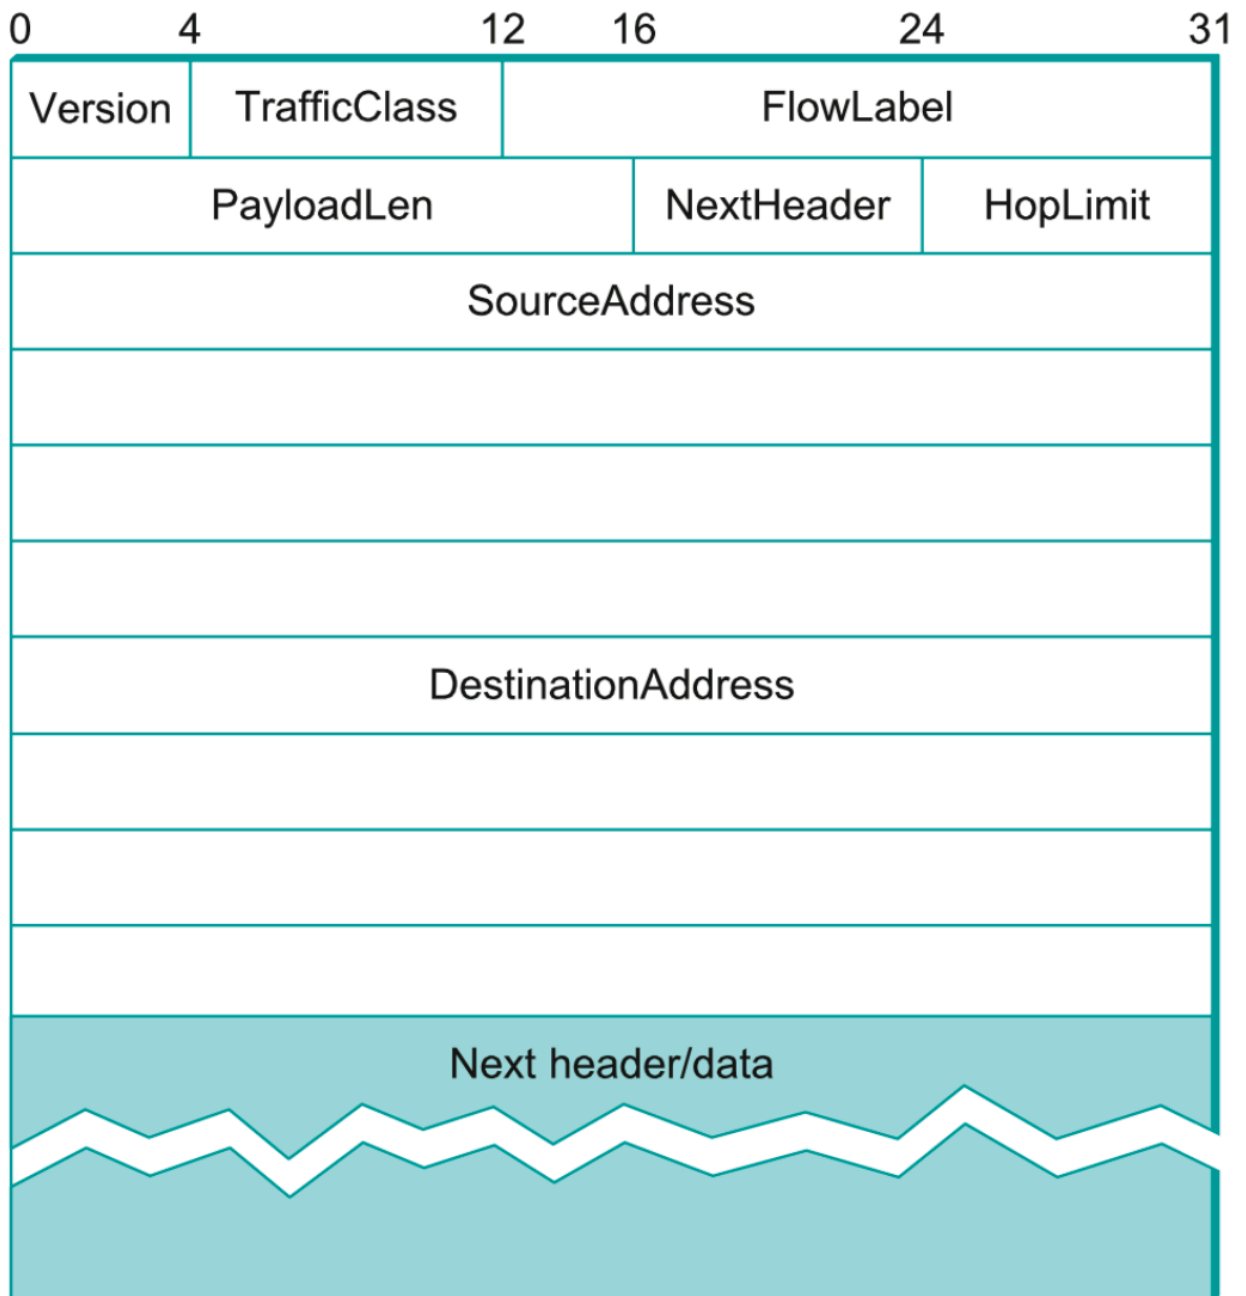 0 4 12 16 24 31
Version TrafficClass FlowLabel
PayloadLen NextHeader HopLimit
SourceAddress
DestinationAddress
Next header/data